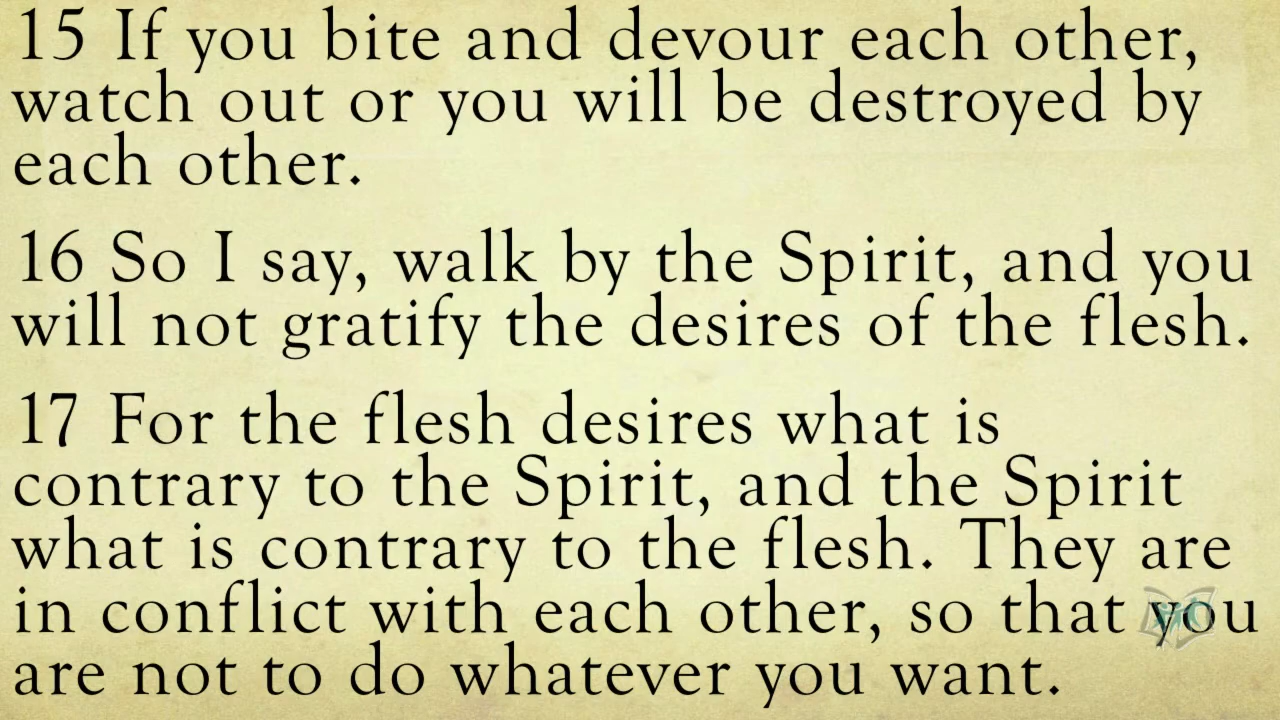 15 If you bite and devour each other,
watch out or you will be destroyed by
each other.
16 So I say, walk by the Spirit, and you
will not gratify the desires of the flesh.
17 For the flesh desires what is
contrary to the Spirit, and the Spirit
what is contrary to the flesh. They are
in conflict with each other, so that you
are not to do whatever you want.